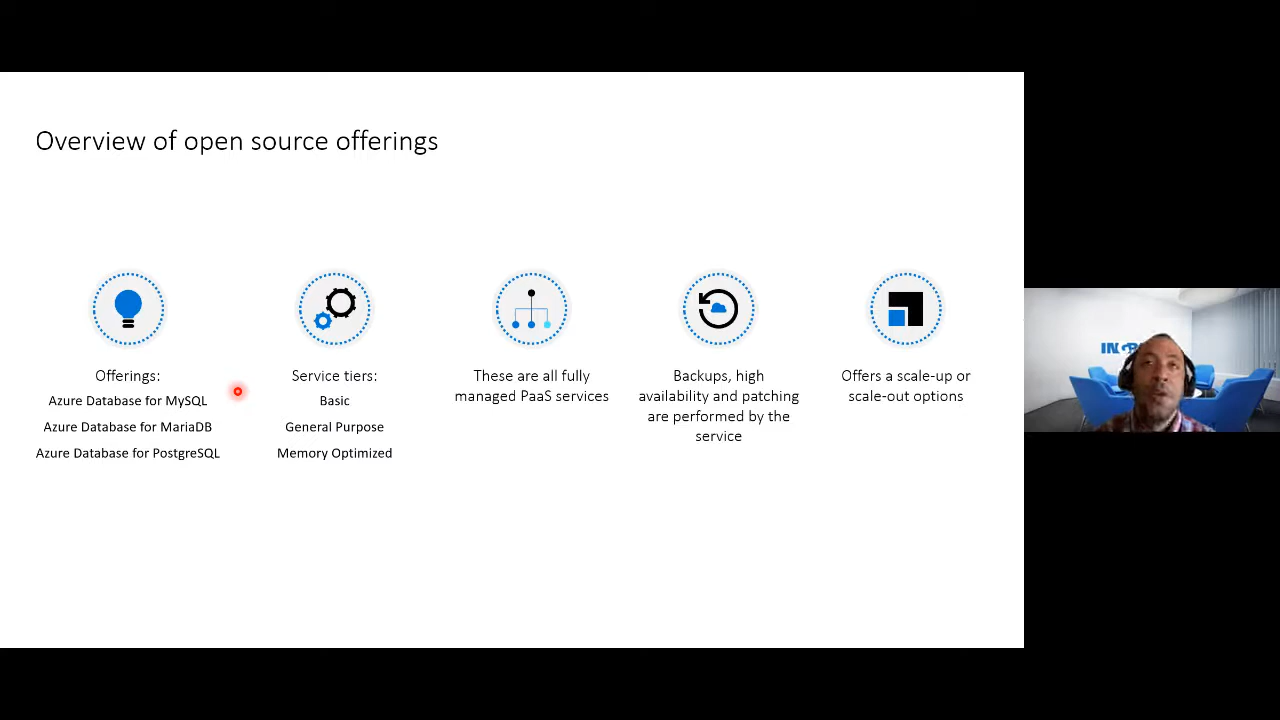 Overview of open source offerings
Offerings:
Azure Database for MySQL
Azure Database for MariaDB
Azure Database for PostgreSQL
Service tiers:
Basic
General Purpose
Memory Optimized
These are all fully
managed PaaS services
Backups, high
availability and patching
are performed by the
service
Offers a scale-up or
scale-out options